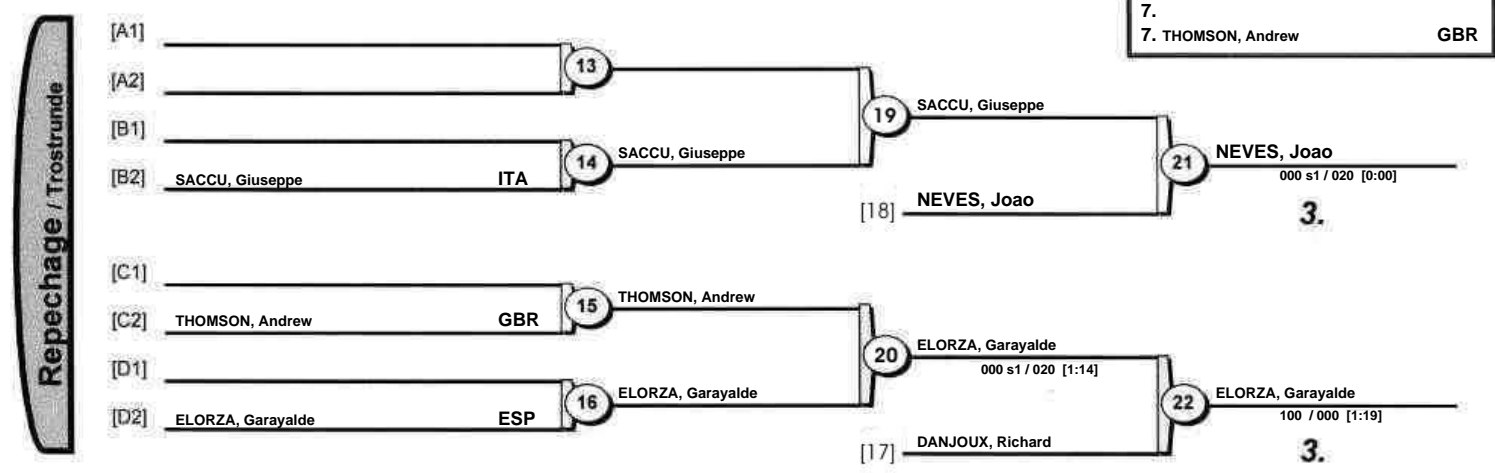 7.
7. THOMSON, Andrew GBR
Repechage / Trostrunde
[A1]
13
[A2]
[B1]
14
SACCU, Giuseppe
[B2] SACCU, Giuseppe ITA
19
SACCU, Giuseppe
[18] NEVES, Joao
21
NEVES, Joao
000 s1 / 020 [0:00]
3.
[C1]
15
THOMSON, Andrew
[C2] THOMSON, Andrew GBR
[D1]
16
ELORZA, Garayalde
[D2] ELORZA, Garayalde ESP
20
ELORZA, Garayalde
000 s1 / 020 [1:14]
[17] DANJOUX, Richard
22
ELORZA, Garayalde
100 / 000 [1:19]
3.